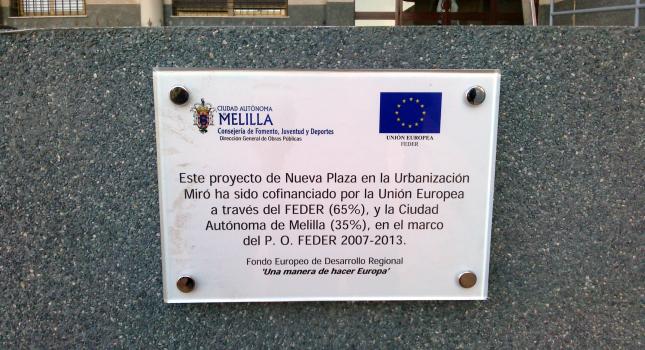 CIUDAD AUTÓNOMA
MELILLA
Consejería de Fomento, Juventud y Deportes
Dirección General de Obras Públicas
UNIÓN EUROPEA
FEDER
Este proyecto de Nueva Plaza en la Urbanización
Miró ha sido cofinanciado por la Unión Europea
a través del FEDER (65%), y la Ciudad
Autónoma de Melilla (35%), en el marco
del P. O. FEDER 2007-2013.
Fondo Europeo de Desarrollo Regional
'Una manera de hacer Europa'